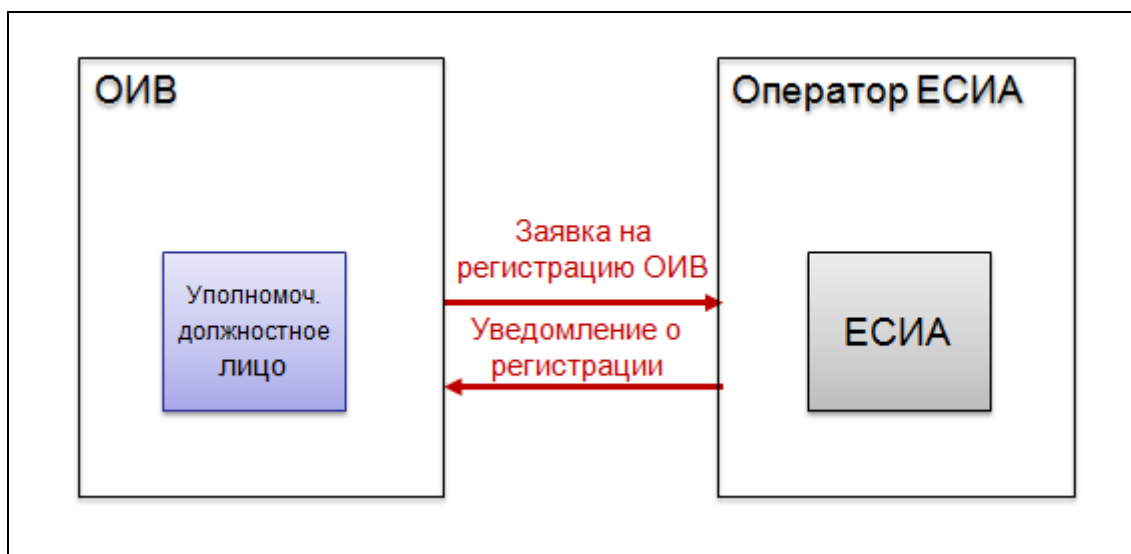 ОИВ
Уполномоч.
должностное
лицо
Заявка на
регистрацию ОИВ
Уведомление о
регистрации
Оператор ЕСИА
ЕСИА